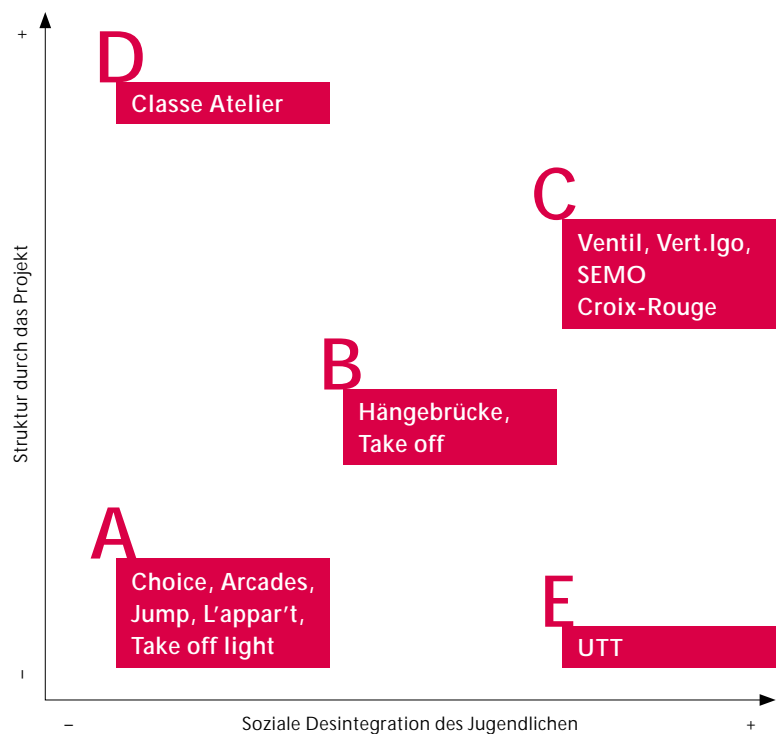 +
D
Classe Atelier
C
Ventil, Vert.Igo,
SEMO
Croix-Rouge
Struktur durch das Projekt
B
Hängebrücke,
Take off
A
Choice, Arcades,
Jump, L'appar't,
Take off light
E
UTT
–
–
Soziale Desintegration des Jugendlichen
+